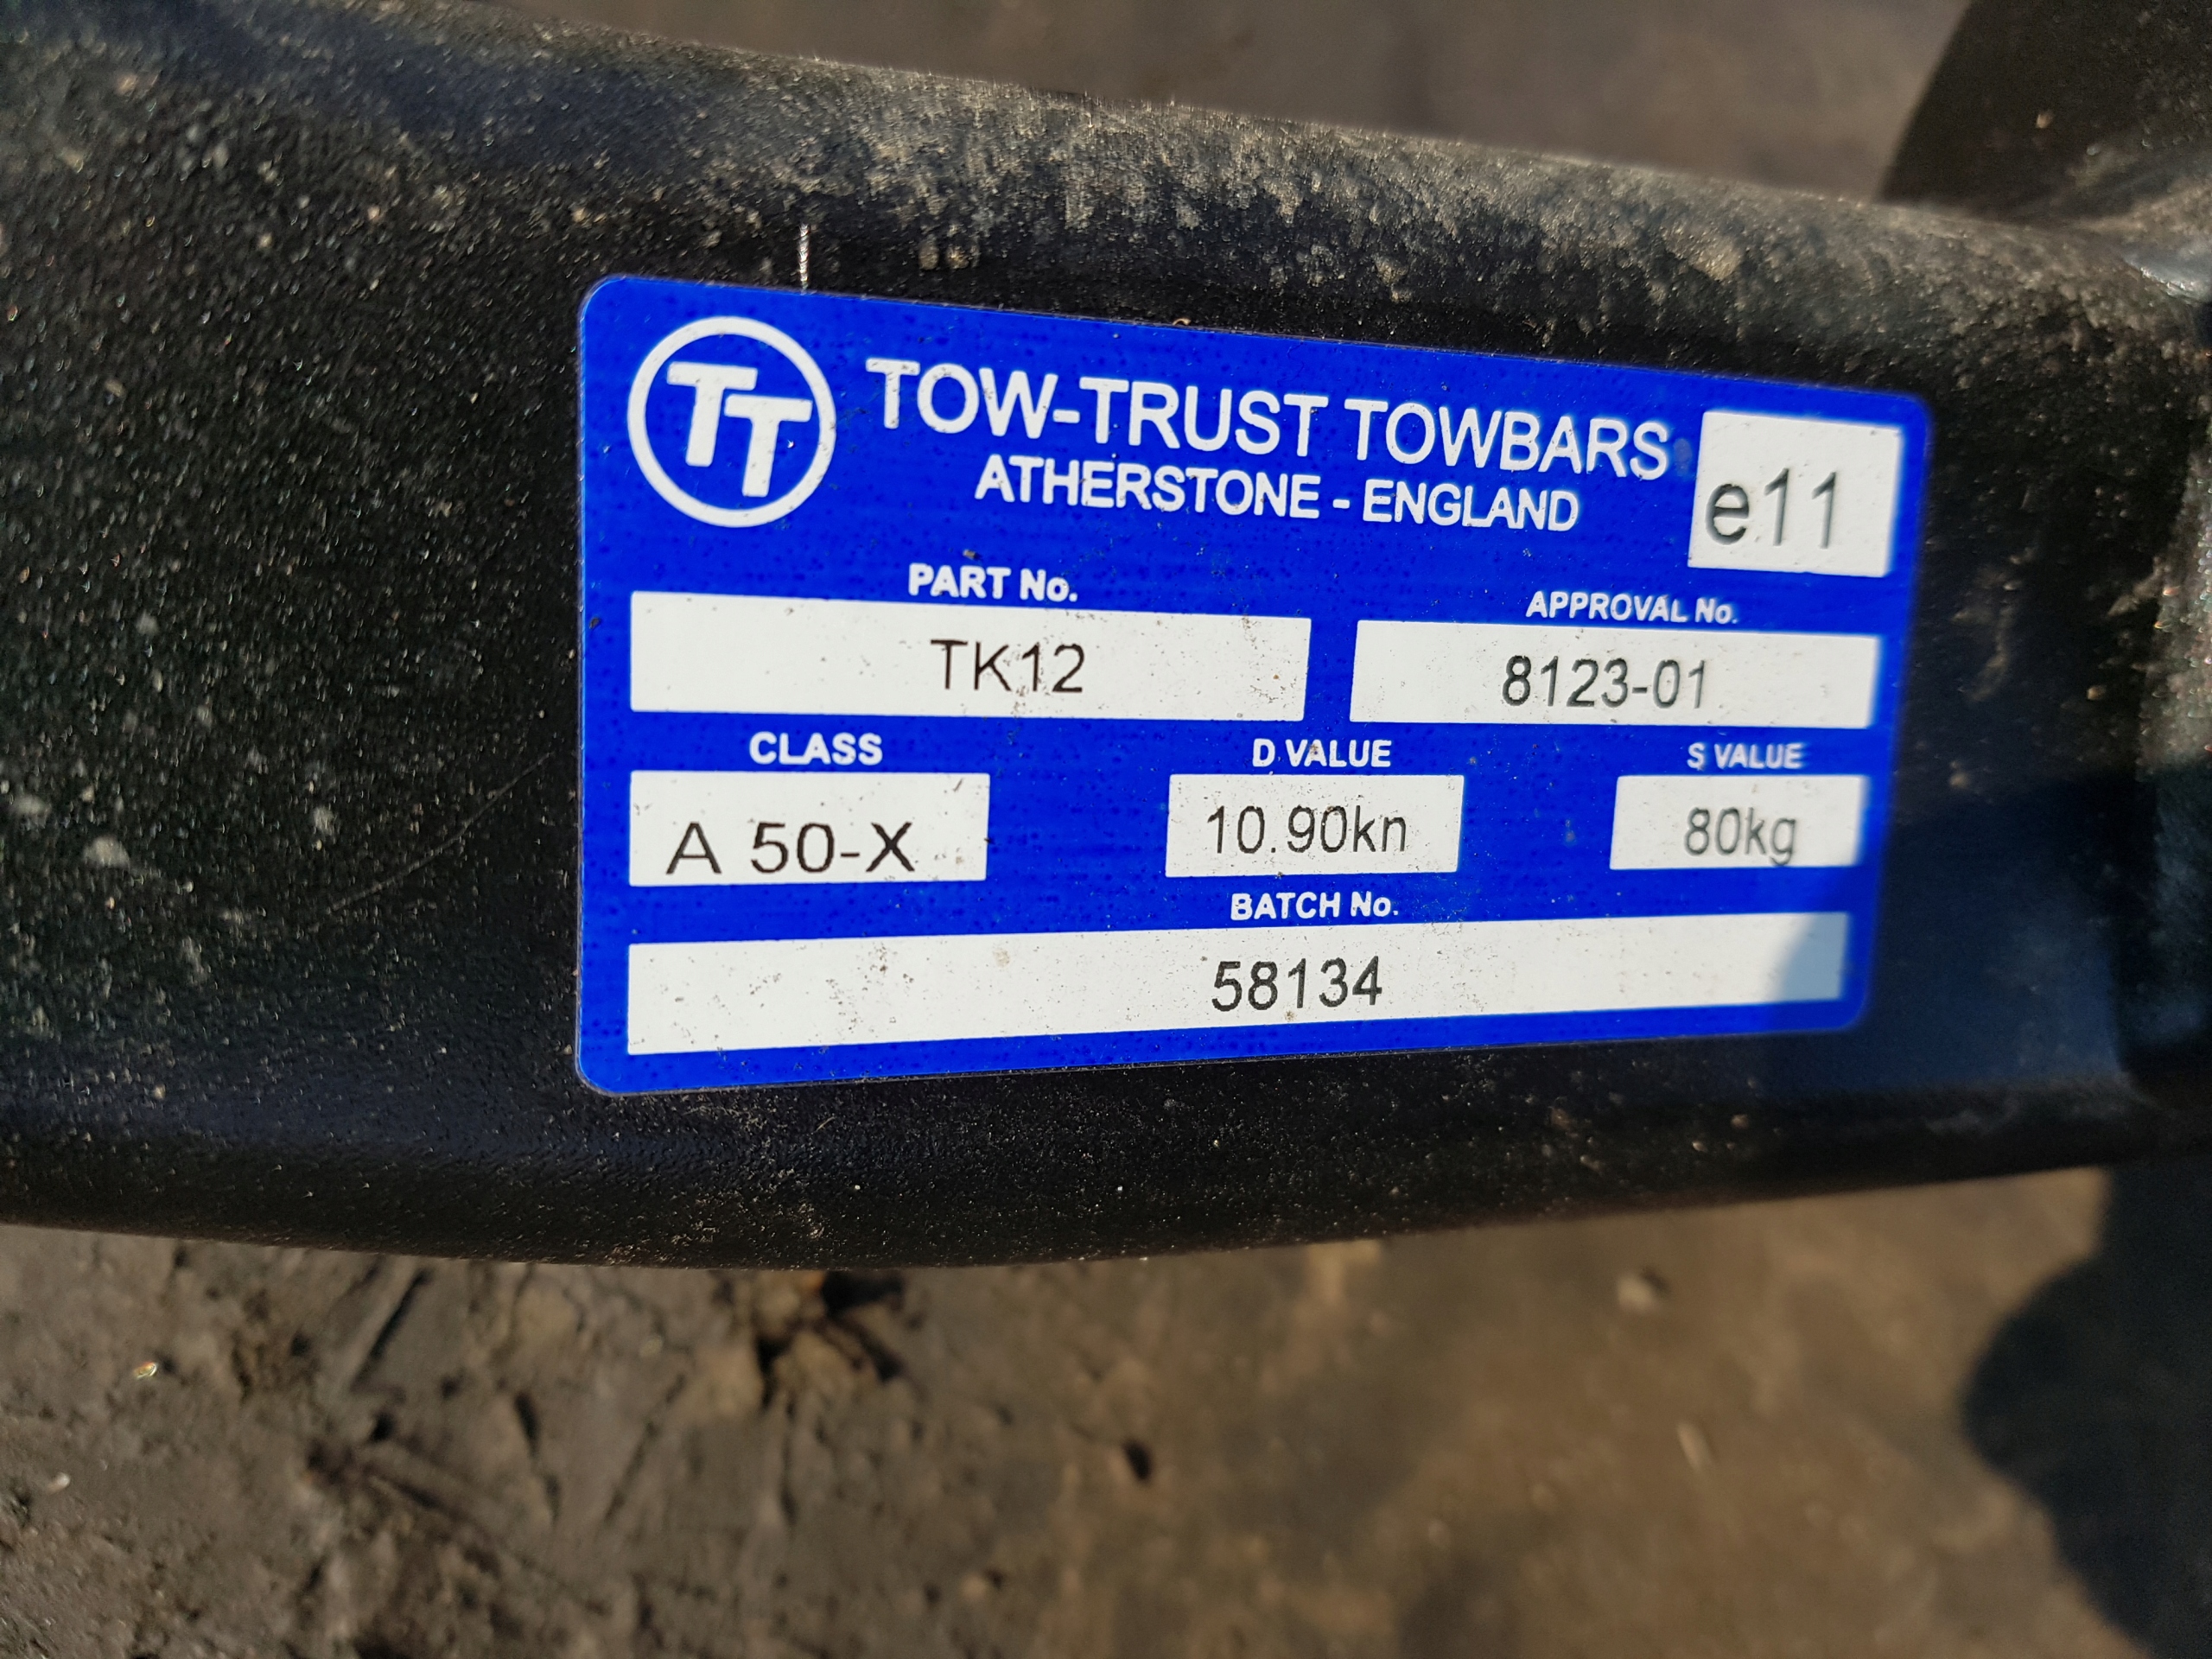 TT TOW-TRUST TOWBARS
ATHERSTONE - ENGLAND
e11
PART No. APPROVAL No.
TK12 8123-01
CLASS D VALUE S VALUE
A 50-X 10.90kn 80kg
BATCH No.
58134